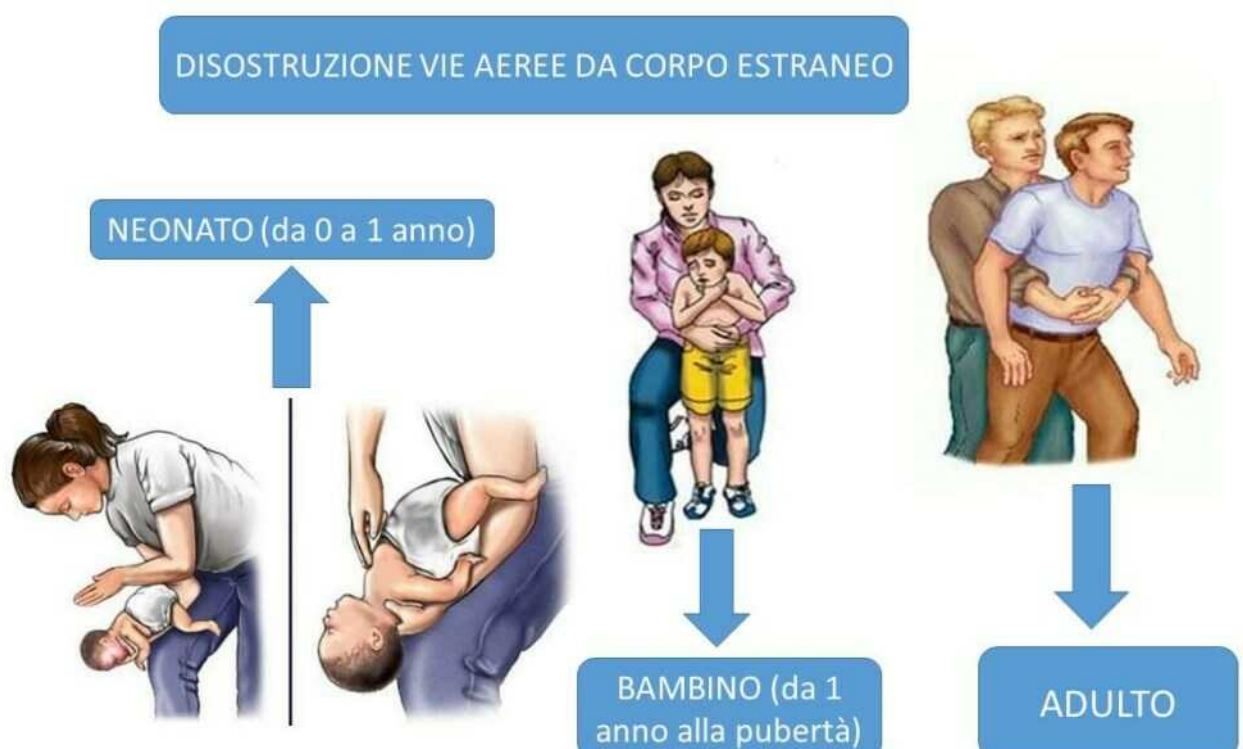 DISOSTRUZIONE VIE AEREE DA CORPO ESTRANEO
NEONATO (da 0 a 1 anno)
BAMBINO (da 1
anno alla pubertà)
ADULTO